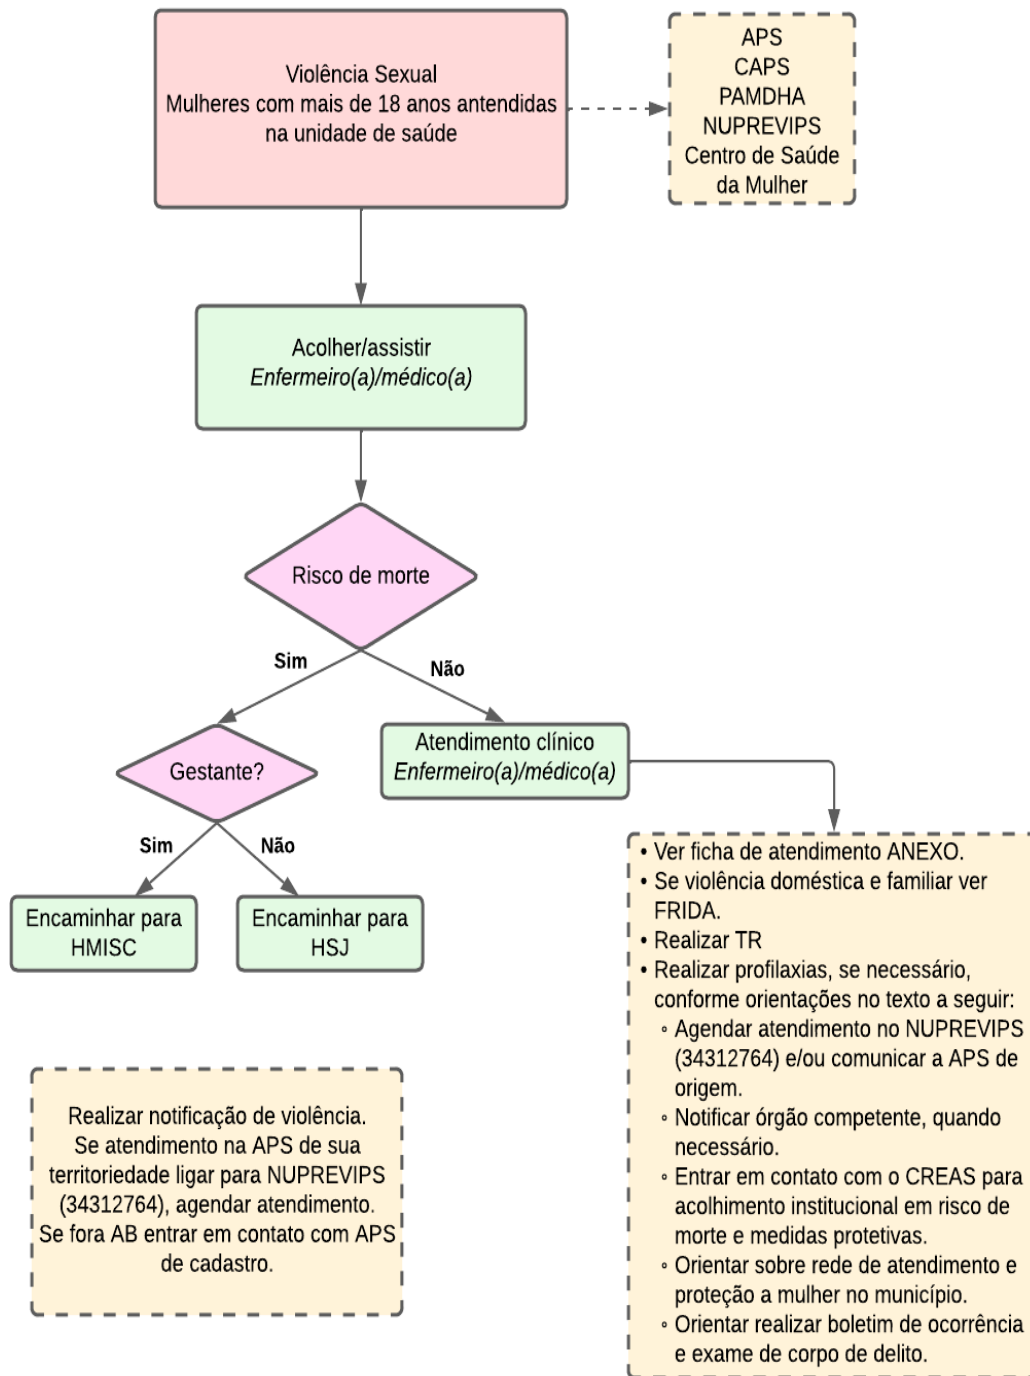 Violência Sexual
Mulheres com mais de 18 anos antendidas
na unidade de saúde
APS
CAPS
PAMDHA
NUPREVIPS
Centro de Saúde
da Mulher
Acolher/assistir
Enfermeiro(a)/médico(a)
Risco de morte
Sim
Não
Gestante?
Atendimento clínico
Enfermeiro(a)/médico(a)
Sim
Não
Encaminhar para
HMISC
Encaminhar para
HSJ
• Ver ficha de atendimento ANEXO.
• Se violência doméstica e familiar ver
FRIDA.
• Realizar TR
• Realizar profilaxias, se necessário,
conforme orientações no texto a seguir:
◦ Agendar atendimento no NUPREVIPS
(34312764) e/ou comunicar a APS de
origem.
◦ Notificar órgão competente, quando
necessário.
◦ Entrar em contato com o CREAS para
acolhimento institucional em risco de
morte e medidas protetivas.
◦ Orientar sobre rede de atendimento e
proteção a mulher no município.
◦ Orientar realizar boletim de ocorrência
e exame de corpo de delito.
Realizar notificação de violência.
Se atendimento na APS de sua
territoriedade ligar para NUPREVIPS
(34312764), agendar atendimento.
Se fora AB entrar em contato com APS
de cadastro.